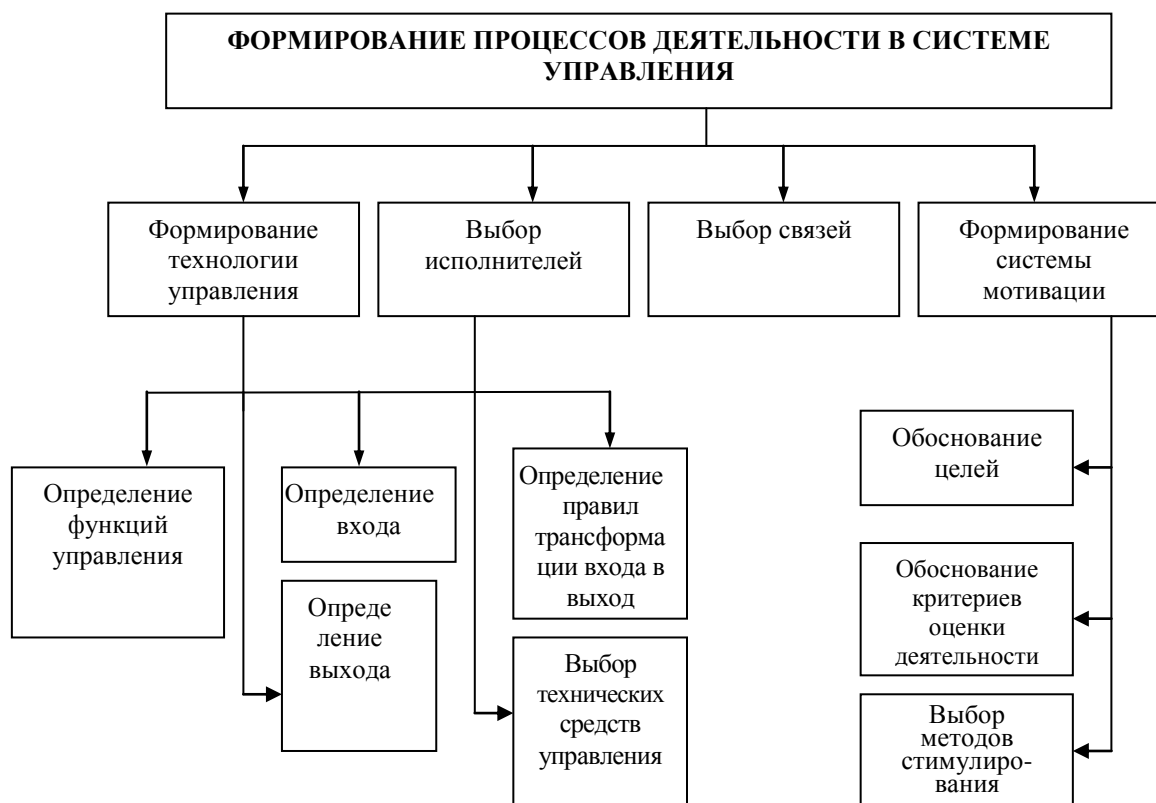 ФОРМИРОВАНИЕ ПРОЦЕССОВ ДЕЯТЕЛЬНОСТИ В СИСТЕМЕ
УПРАВЛЕНИЯ
Формирование
технологии
управления
Выбор
исполнителей
Выбор связей
Формирование
системы
мотивации
Определение
функций
управления
Определение
входа
Определение
правил
трансформа
ции входа в
выход
Опреде
ление
выхода
Выбор
технических
средств
управления
Обоснование
целей
Обоснование
критериев
оценки
деятельности
Выбор
методов
стимулиро-
вания